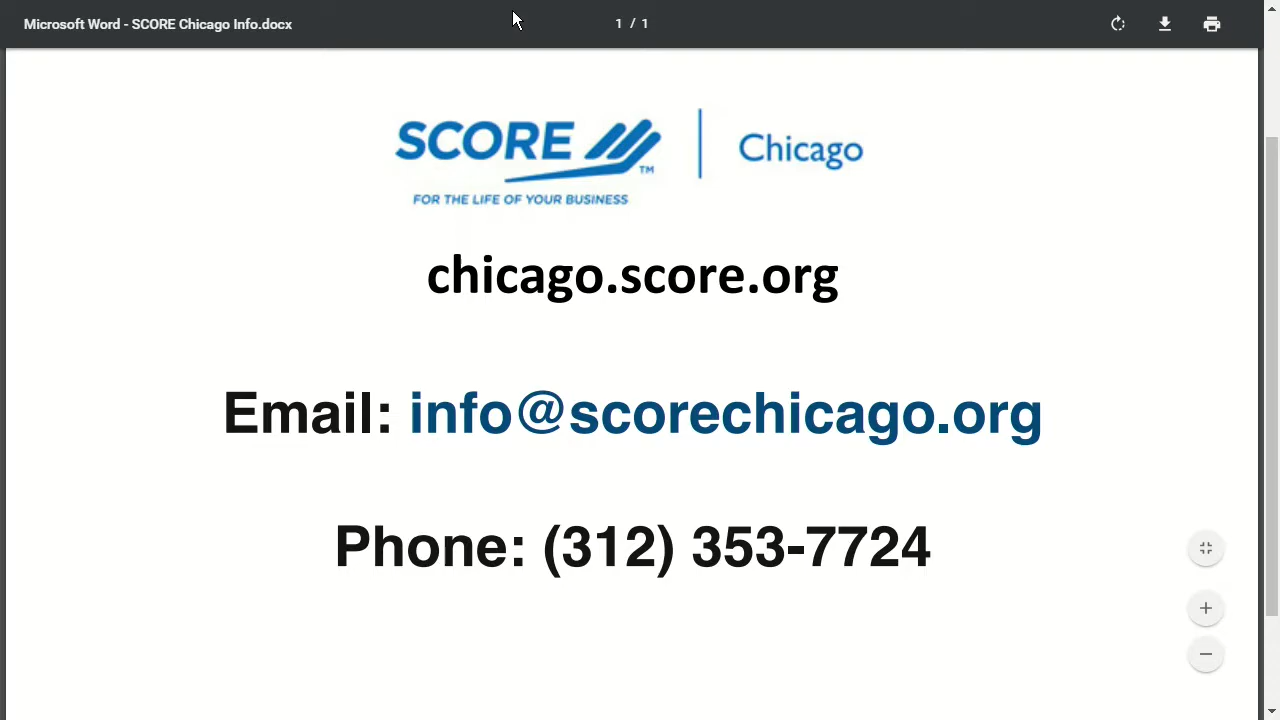 Microsoft Word - SCORE Chicago Info.docx
1 / 1
SCORE ™ | Chicago
FOR THE LIFE OF YOUR BUSINESS
chicago.score.org
Email: info@scorechicago.org
Phone: (312) 353-7724